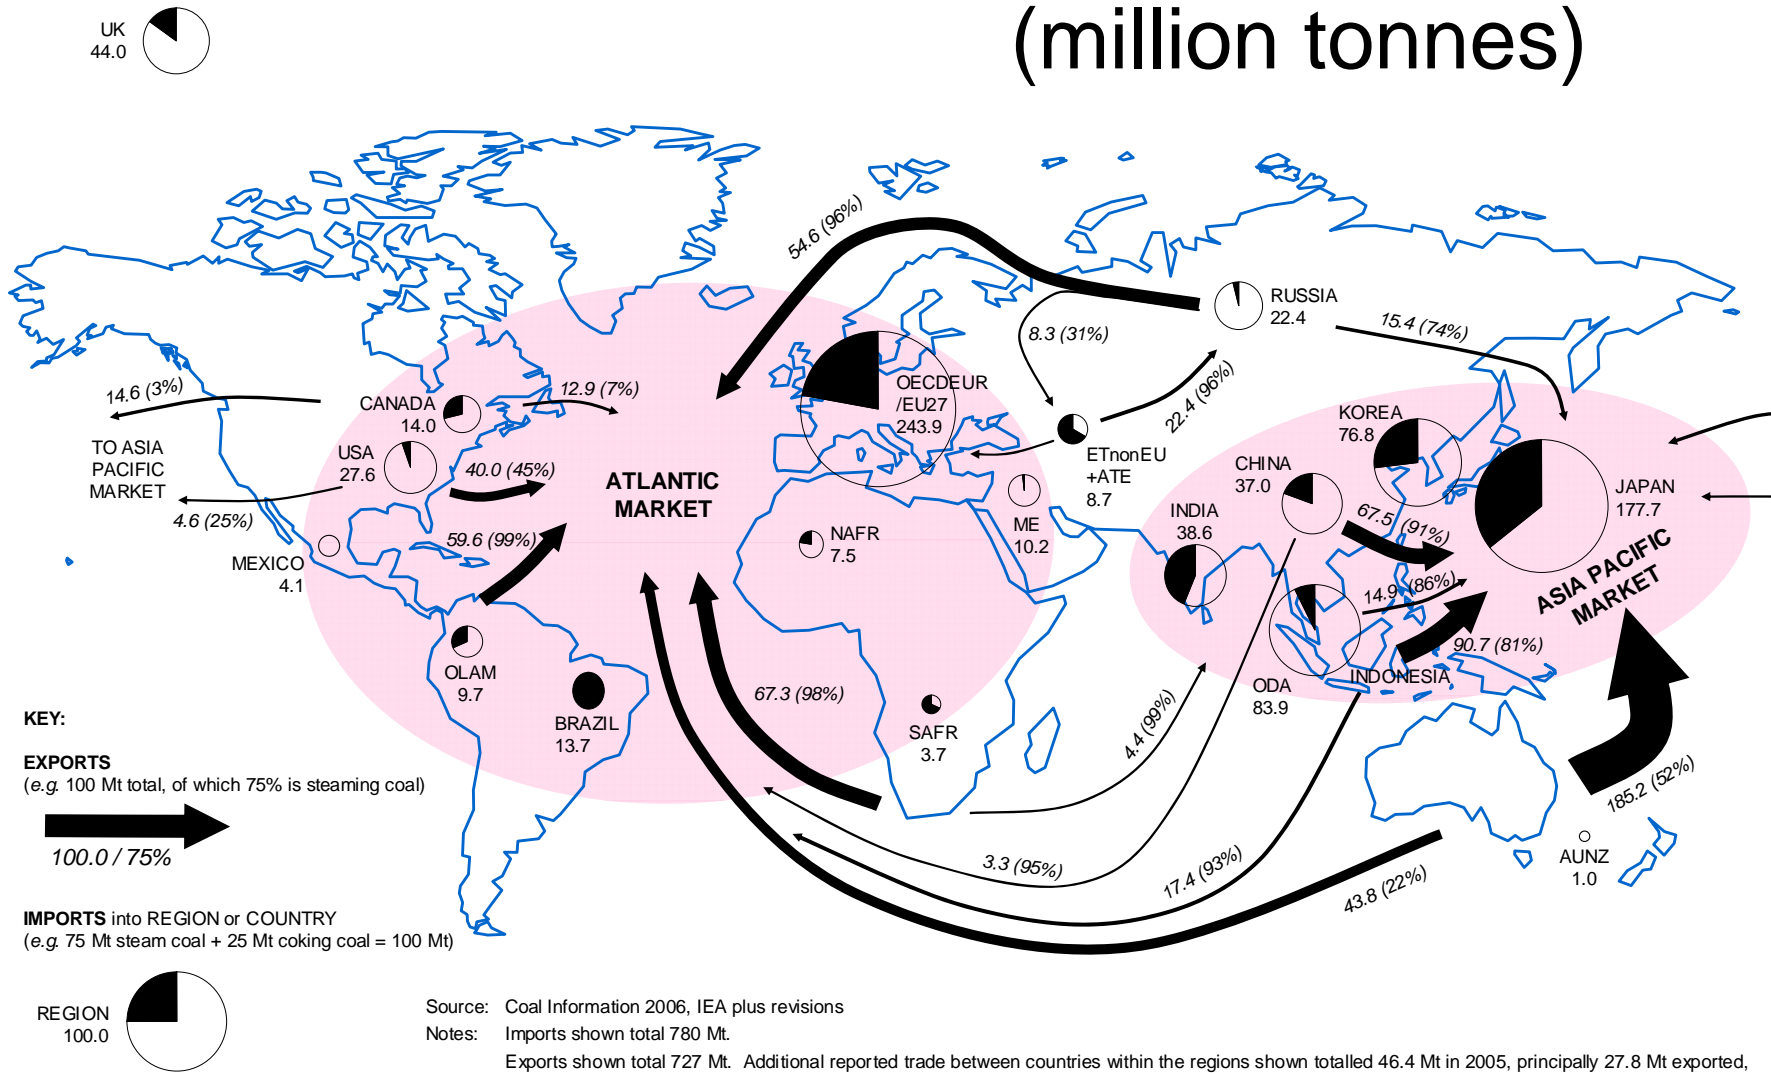 (million tonnes)
UK
44.0
54.6 (96%)
RUSSIA
22.4
8.3 (31%)
15.4 (74%)
22.4 (96%)
14.6 (3%)
12.9 (7%)
CANADA
14.0
OECDEUR
/EU27
243.9
KOREA
76.8
TO ASIA
PACIFIC
MARKET
USA
27.6
40.0 (45%)
4.6 (25%)
ATLANTIC
MARKET
ETnonEU
+ATE
8.7
CHINA
37.0
JAPAN
177.7
INDIA
38.6
67.5 (91%)
ME
10.2
NAFR
7.5
59.6 (99%)
MEXICO
4.1
14.9 (86%)
ASIA PACIFIC
MARKET
90.7 (81%)
INDONESIA
OLAM
9.7
BRAZIL
13.7
67.3 (98%)
SAFR
3.7
4.4 (99%)
ODA
83.9
185.2 (52%)
3.3 (95%)
17.4 (93%)
43.8 (22%)
AUNZ
1.0
KEY:
EXPORTS
(e.g. 100 Mt total, of which 75% is steaming coal)
100.0 / 75%
IMPORTS into REGION or COUNTRY
(e.g. 75 Mt steam coal + 25 Mt coking coal = 100 Mt)
REGION
100.0
Source: Coal Information 2006, IEA plus revisions
Notes: Imports shown total 780 Mt.
Exports shown total 727 Mt. Additional reported trade between countries within the regions shown totalled 46.4 Mt in 2005, principally 27.8 Mt exported,